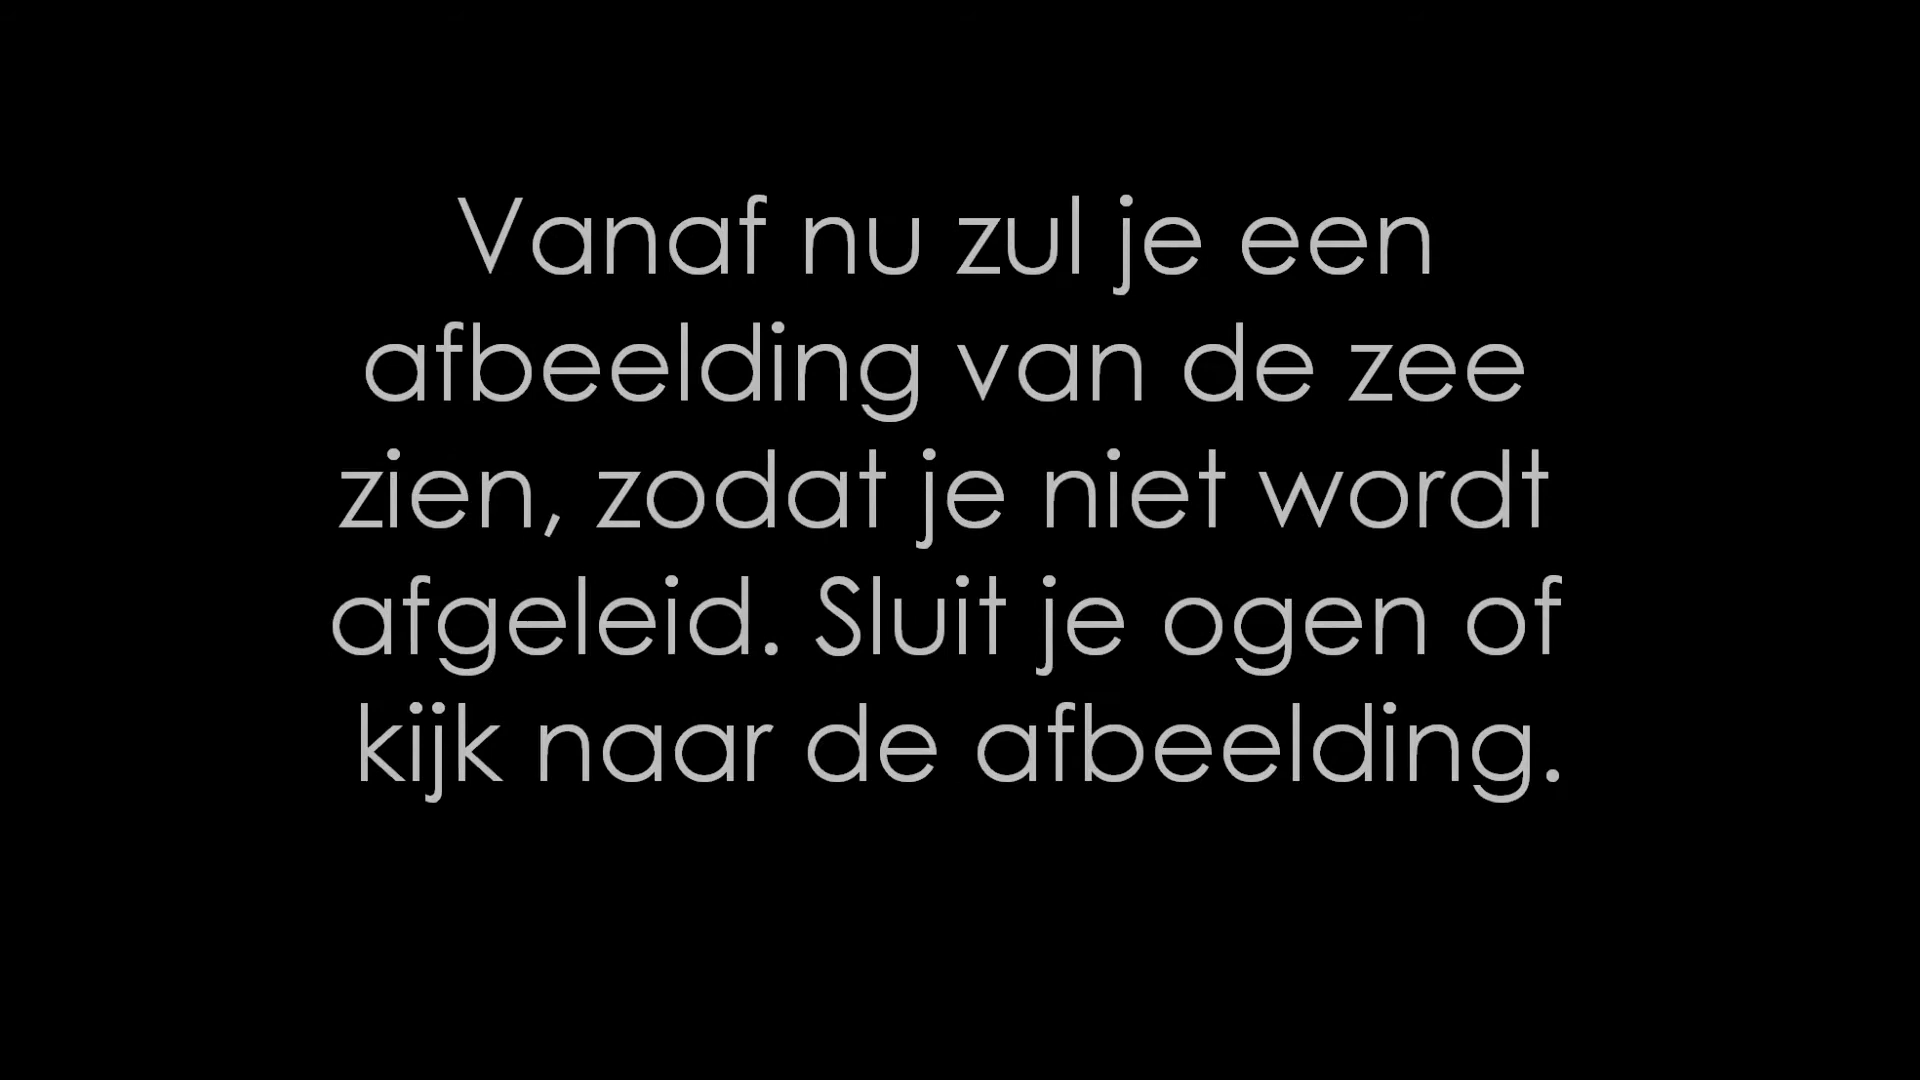 Vanaf nu zul je een
afbeelding van de zee
zien, zodat je niet wordt
afgeleid. Sluit je ogen of
kijk naar de afbeelding.